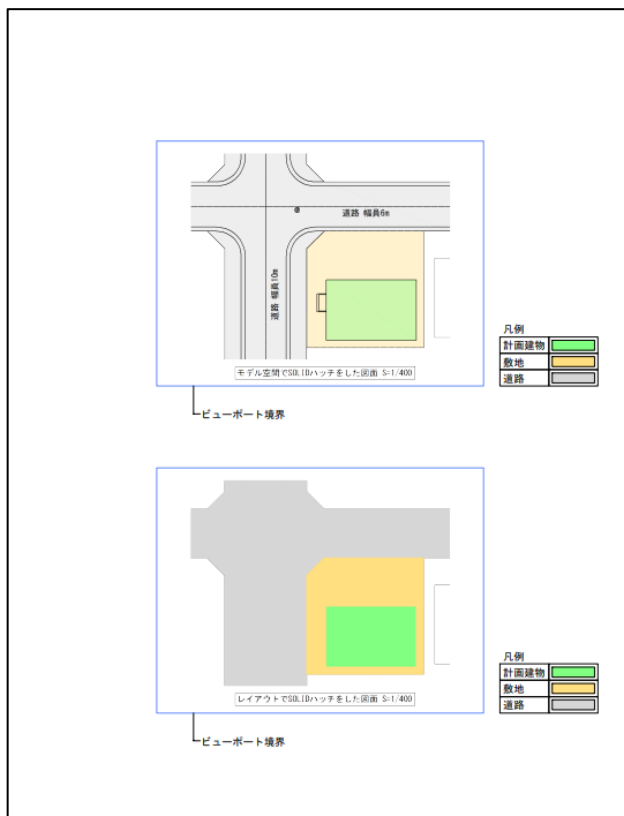 道路 幅員6m
道路 幅員10m
モデル空間でSOLIDハッチをした図面 S=1/400
ビューポート境界
凡例
計画建物
敷地
道路
レイアウトでSOLIDハッチをした図面 S=1/400
ビューポート境界
凡例
計画建物
敷地
道路